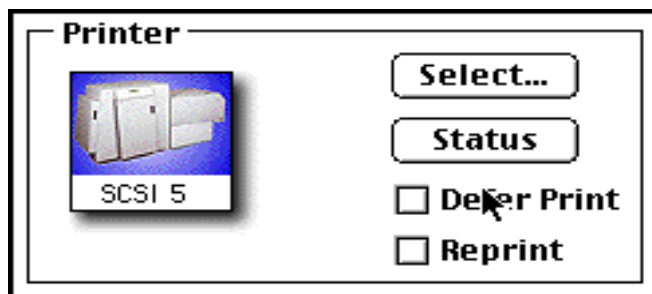 Printer
Select...
Status
SCSI 5
Defer Print
Reprint